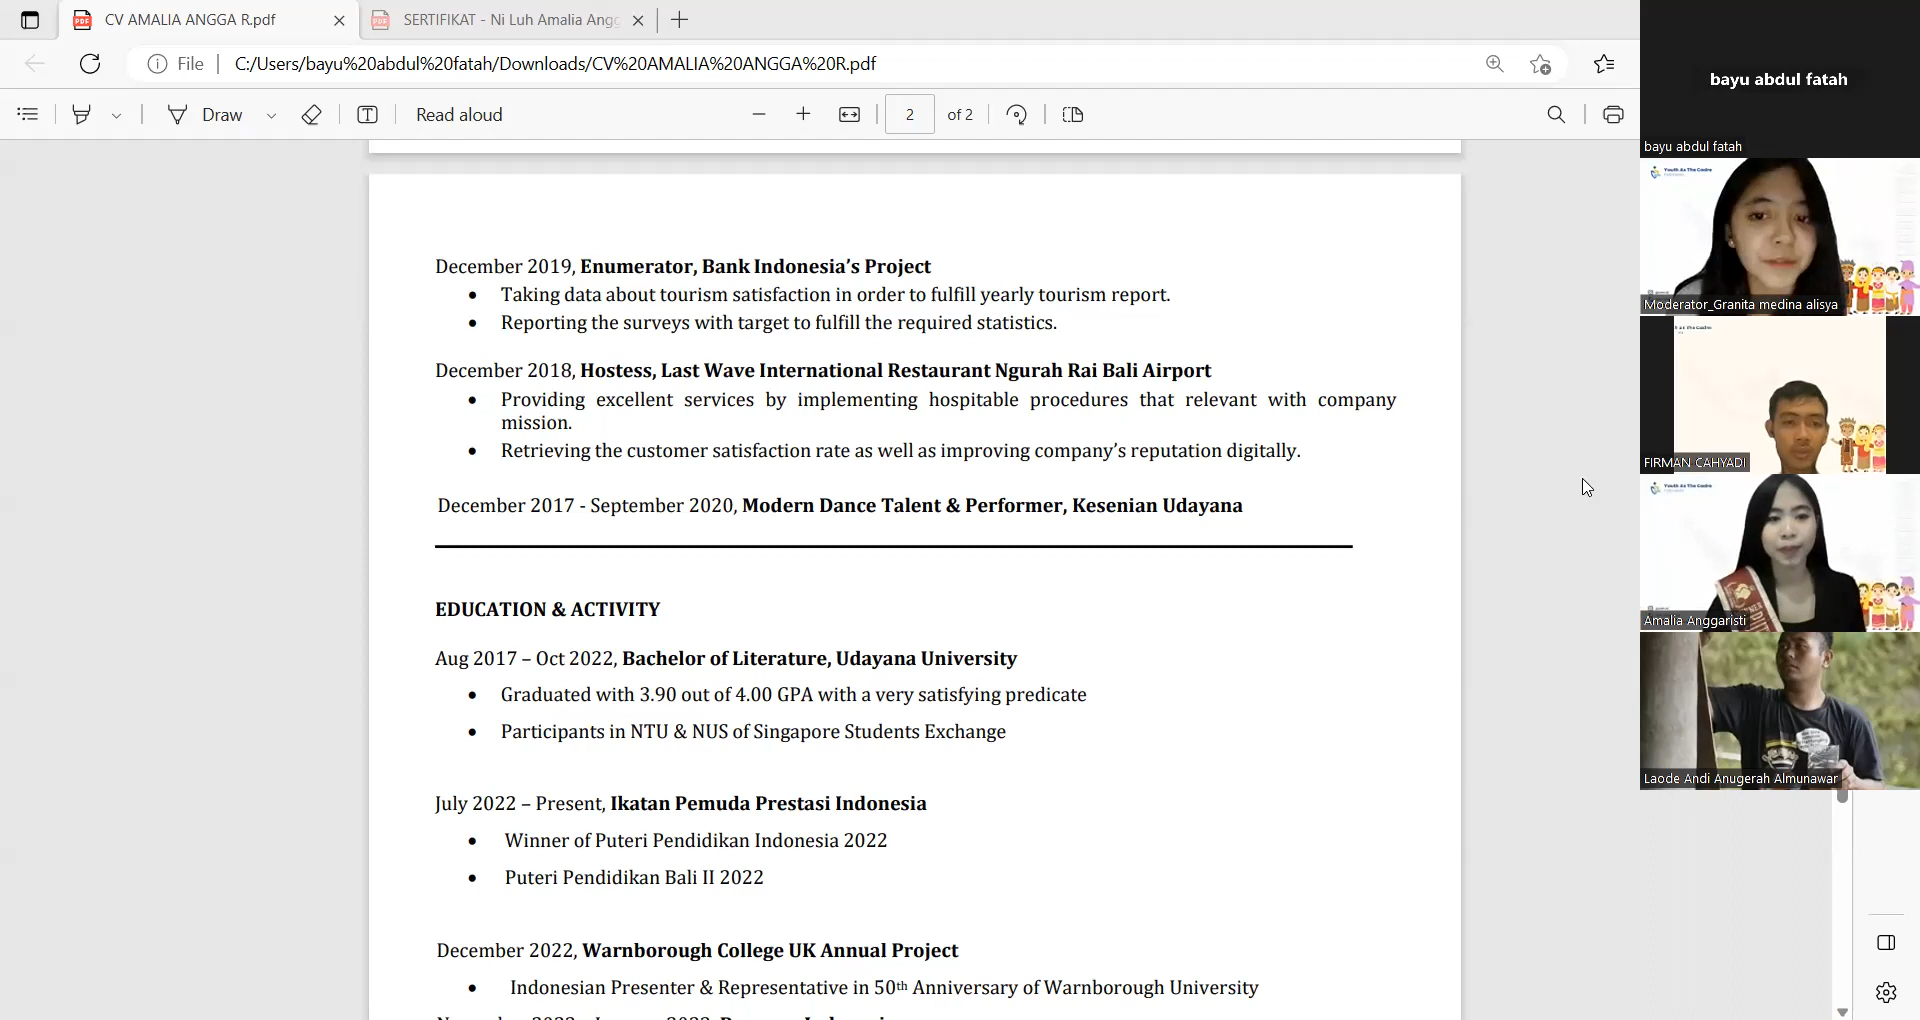 CV AMALIA ANGGA R.pdf
SERTIFIKAT - Ni Luh Amalia Ang
File
C:/Users/bayu%20abdul%20fatah/Downloads/CV%20AMALIA%20ANGGA%20R.pdf
Draw
Read aloud
2
of 2
December 2019, Enumerator, Bank Indonesia’s Project
• Taking data about tourism satisfaction in order to fulfill yearly tourism report.
• Reporting the surveys with target to fulfill the required statistics.
December 2018, Hostess, Last Wave International Restaurant Ngurah Rai Bali Airport
• Providing excellent services by implementing hospitable procedures that relevant with company
mission.
• Retrieving the customer satisfaction rate as well as improving company’s reputation digitally.
December 2017 - September 2020, Modern Dance Talent & Performer, Kesenian Udayana
EDUCATION & ACTIVITY
Aug 2017 – Oct 2022, Bachelor of Literature, Udayana University
• Graduated with 3.90 out of 4.00 GPA with a very satisfying predicate
• Participants in NTU & NUS of Singapore Students Exchange
July 2022 – Present, Ikatan Pemuda Prestasi Indonesia
• Winner of Puteri Pendidikan Indonesia 2022
• Puteri Pendidikan Bali II 2022
December 2022, Warnborough College UK Annual Project
• Indonesian Presenter & Representative in 50th Anniversary of Warnborough University
bayu abdul fatah
bayu abdul fatah
Youth As The Cadre
Moderator_Granita medina alisya
FIRMAN CAHYADI
Youth As The Cadre
Amalia Anggaristi
Laode Andi Anugerah Almunawar